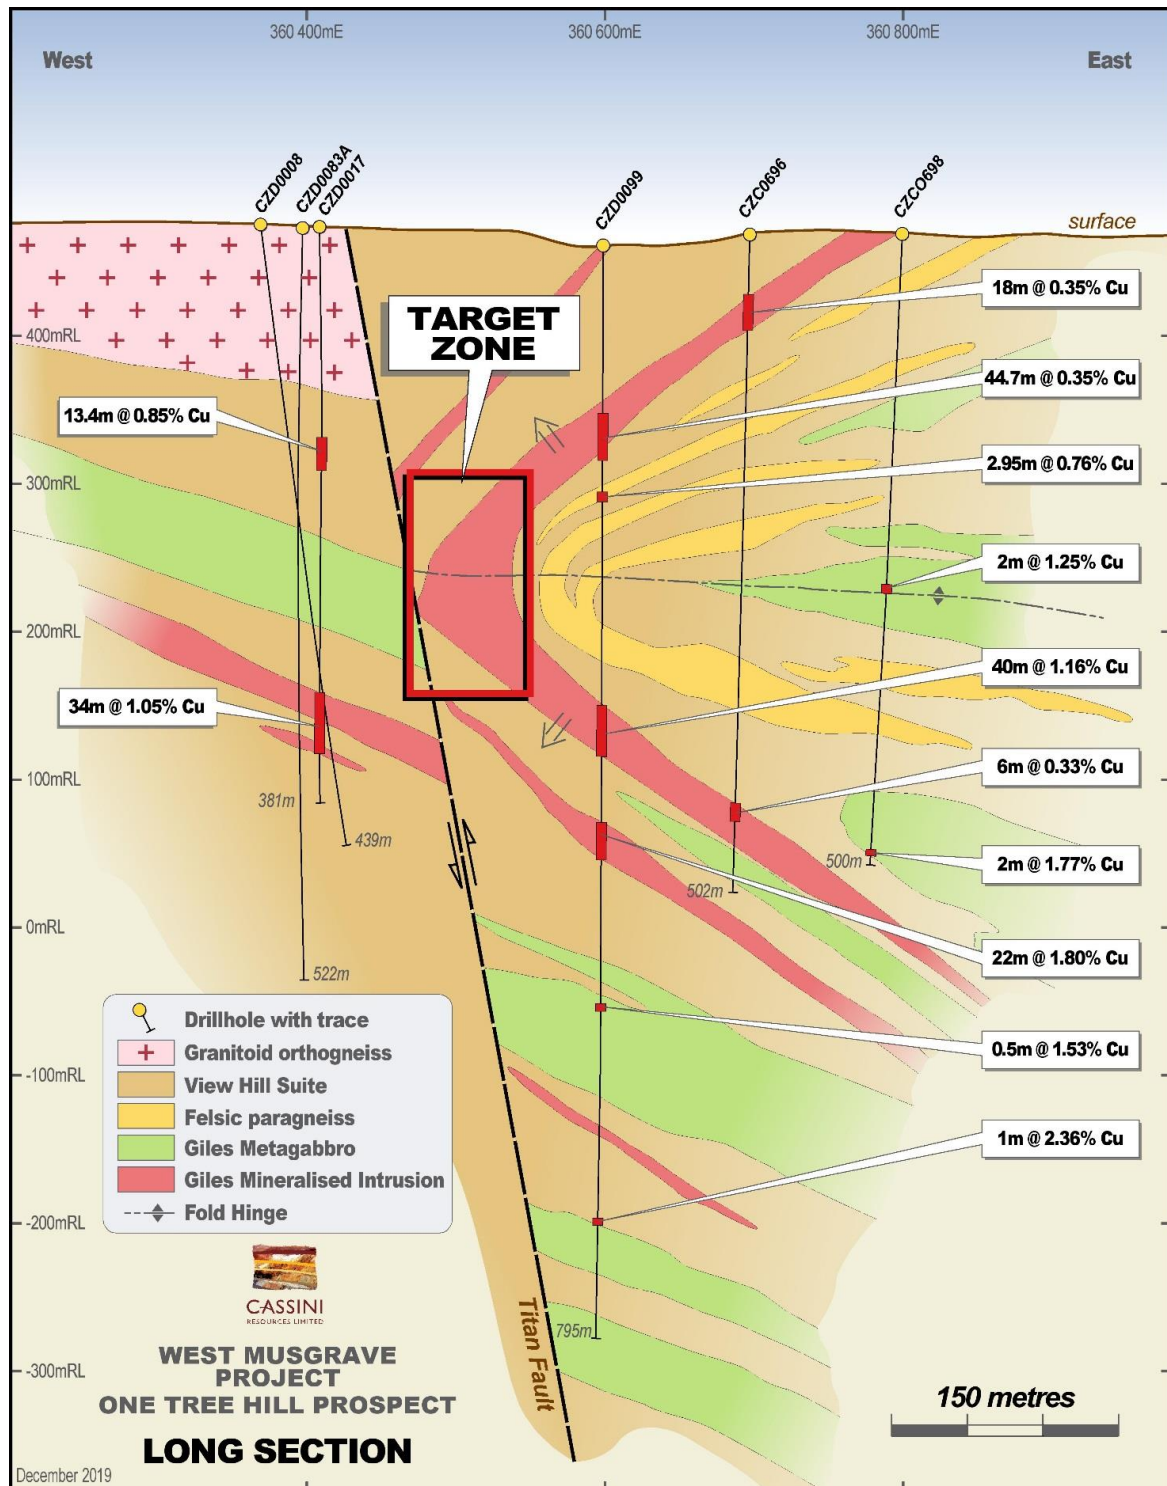 360 400mE
360 600mE
360 800mE
West
East
CZD0008
CZD0083A
CZD0017
CZD0099
CZC0696
CZCO698
surface
18m @ 0.35% Cu
TARGET
ZONE
400mRL
44.7m @ 0.35% Cu
13.4m @ 0.85% Cu
2.95m @ 0.76% Cu
300mRL
2m @ 1.25% Cu
200mRL
40m @ 1.16% Cu
34m @ 1.05% Cu
6m @ 0.33% Cu
100mRL
381m
439m
500m
2m @ 1.77% Cu
502m
0mRL
22m @ 1.80% Cu
522m
Drillhole with trace
Granitoid orthogneiss
View Hill Suite
Felsic paragneiss
Giles Metagabbro
Giles Mineralised Intrusion
Fold Hinge
0.5m @ 1.53% Cu
-100mRL
1m @ 2.36% Cu
-200mRL
CASSINI
RESOURCES LIMITED
Titan Fault
795m
WEST MUSGRAVE
PROJECT
ONE TREE HILL PROSPECT
-300mRL
150 metres
LONG SECTION
December 2019